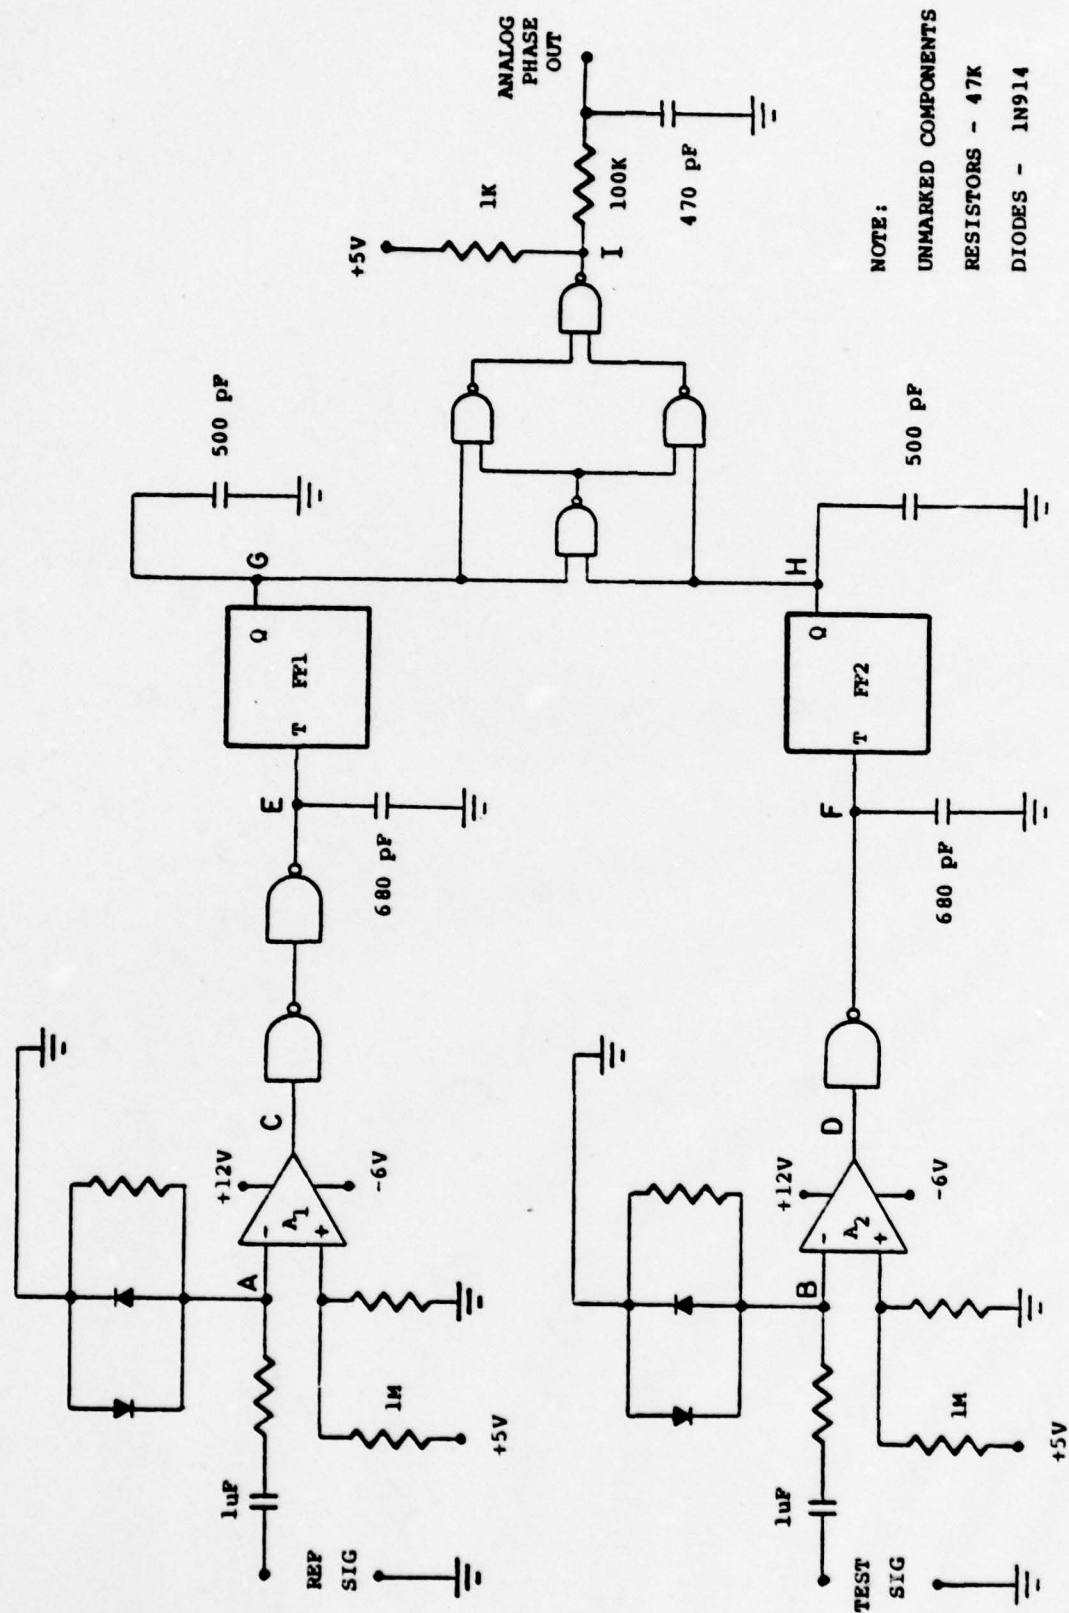 1uF
REF
SIG
A
+12V
-
A1
+
-6V
1M
+5V
C
E
680 pF
T
FF1
Q
G
500 pF
+5V
1K
I
100K
470 pF
ANALOG
PHASE
OUT
1uF
TEST
SIG
B
+12V
-
A2
+
-6V
1M
+5V
D
F
680 pF
T
FF2
Q
H
500 pF
NOTE:
UNMARKED COMPONENTS
RESISTORS - 47K
DIODES - 1N914